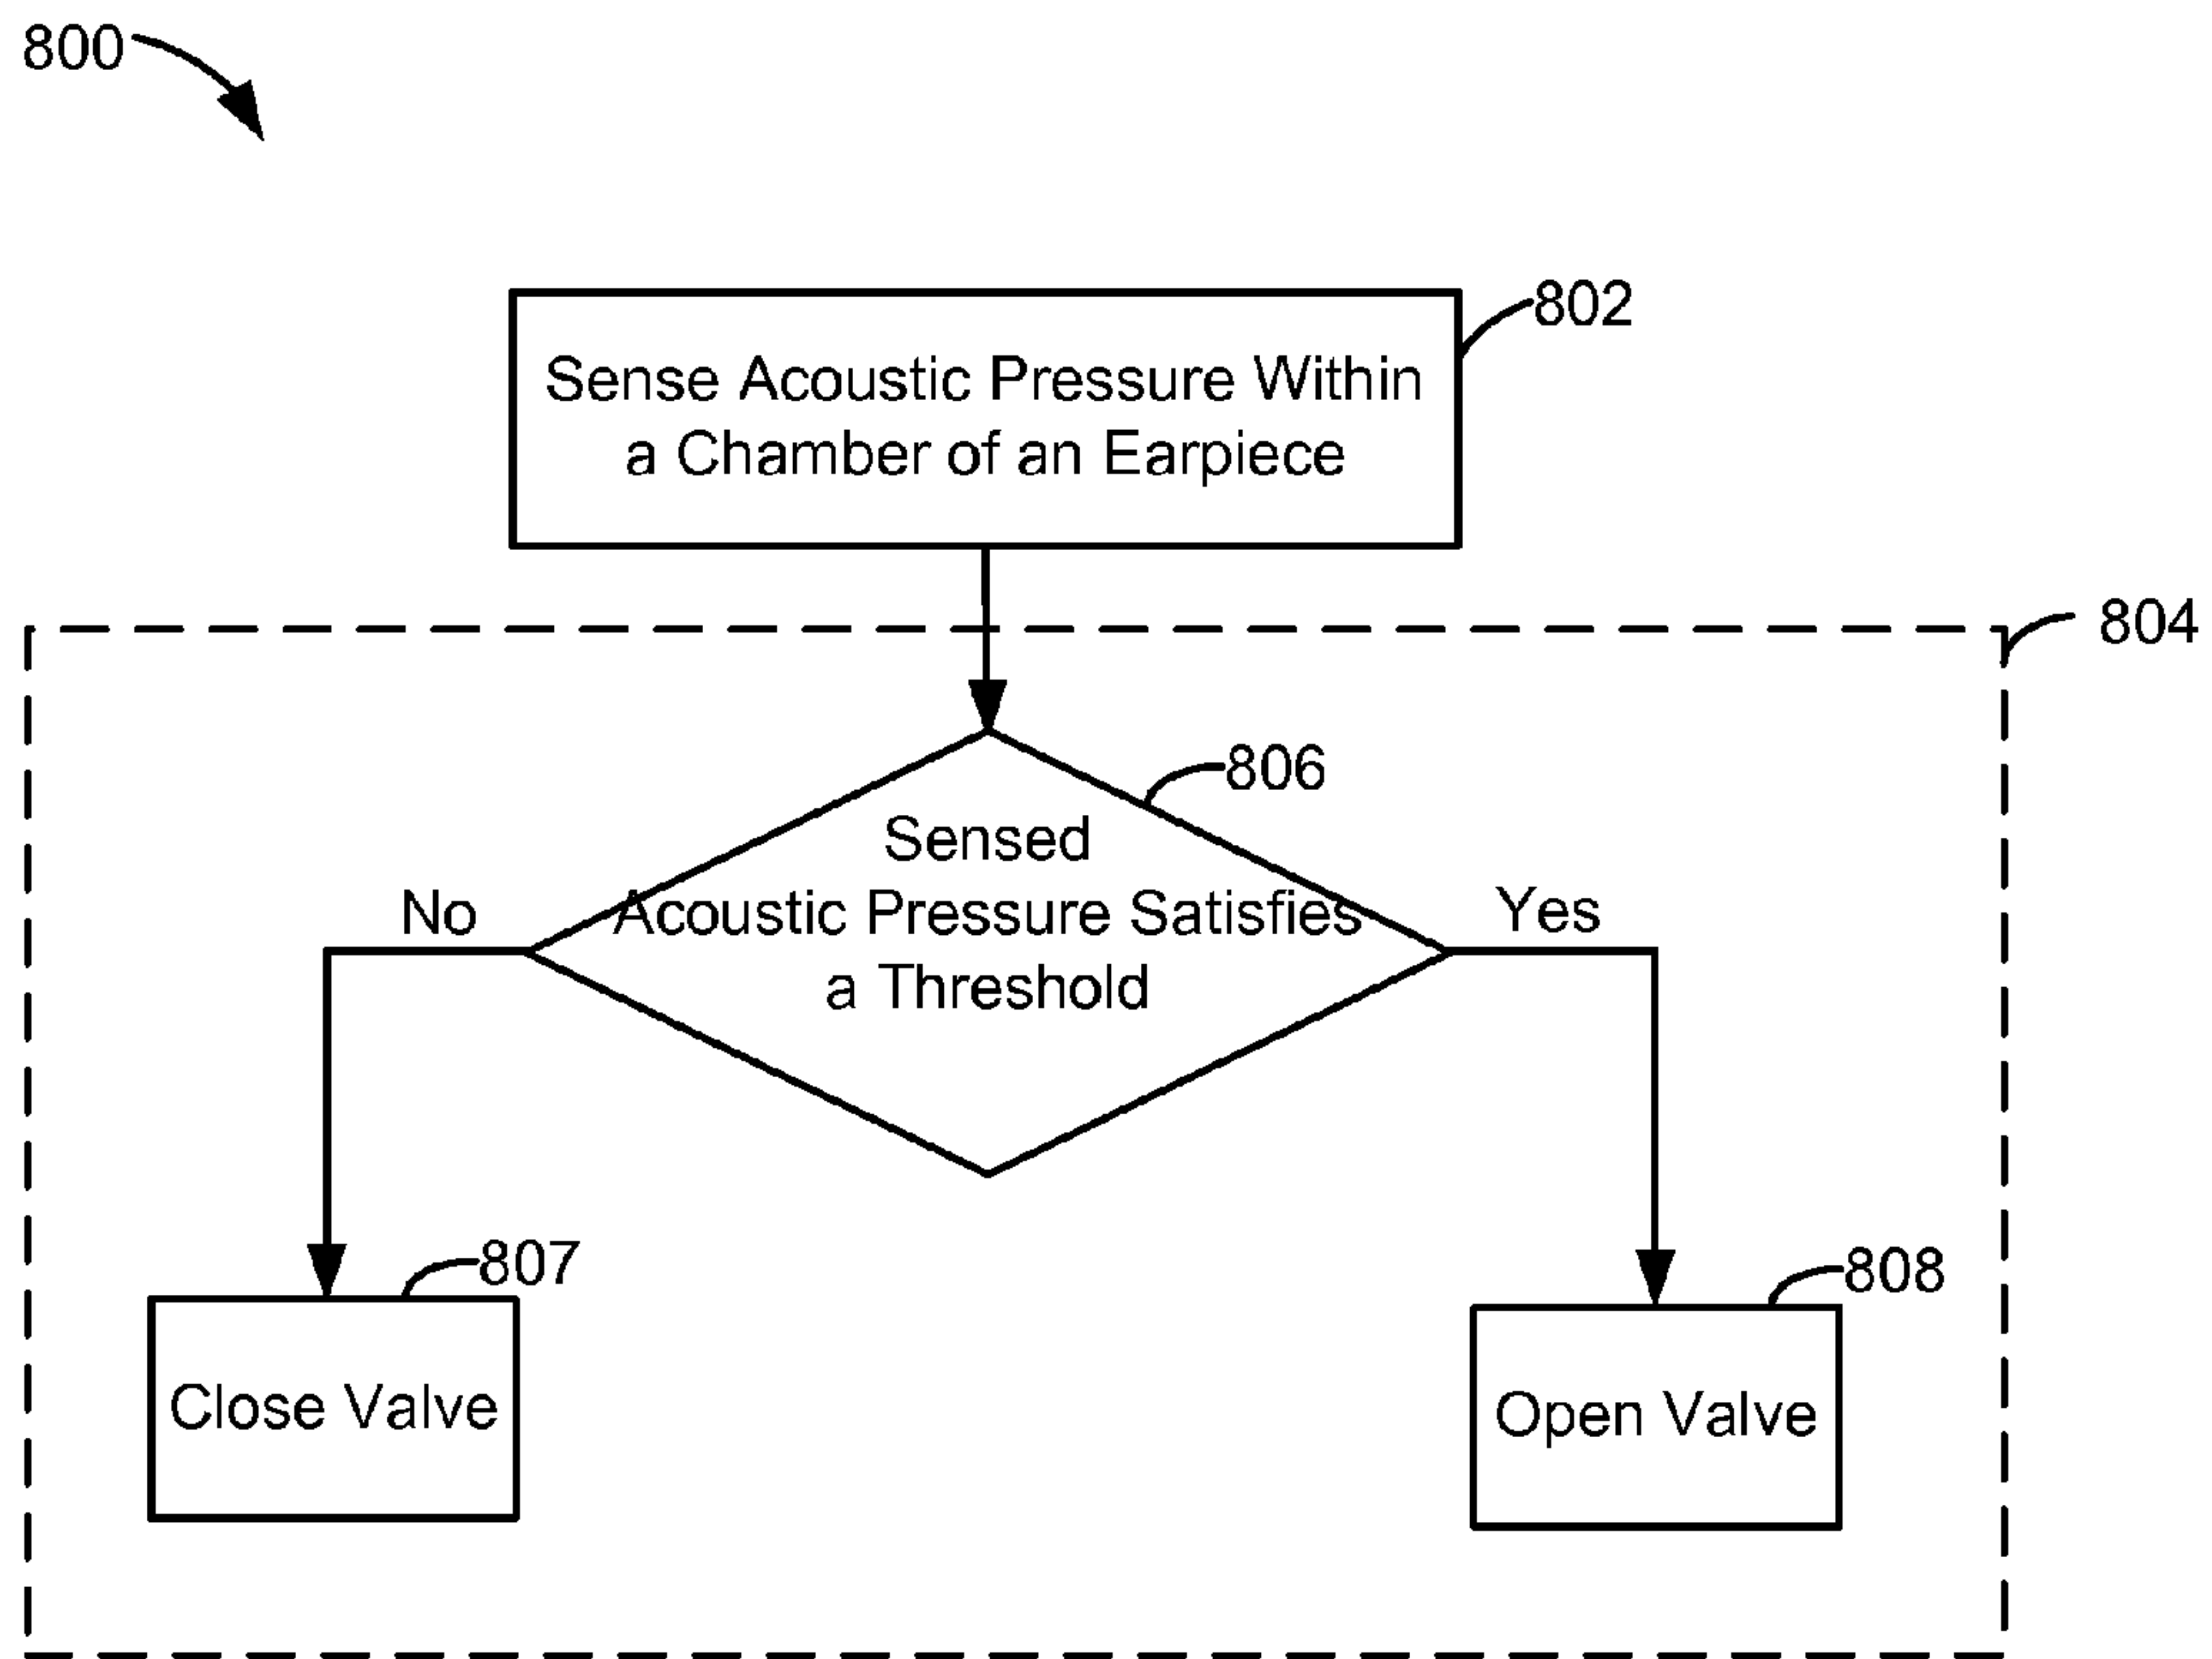 800
802
Sense Acoustic Pressure Within
a Chamber of an Earpiece
804
806
Sensed
Acoustic Pressure Satisfies
a Threshold
No
Yes
807
Close Valve
808
Open Valve